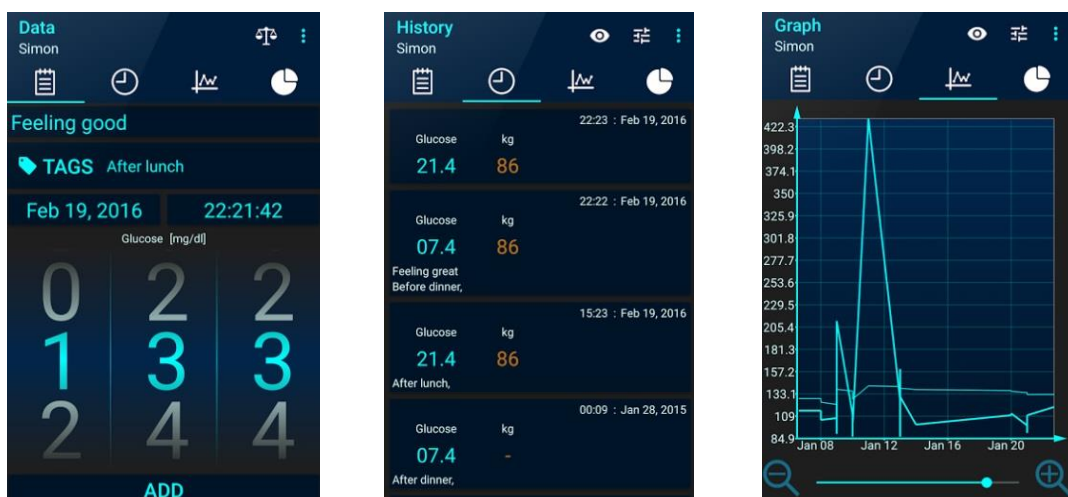 Data
Simon
Feeling good
TAGS After lunch
Feb 19, 2016 22:21:42
Glucose [mg/dl]
0 2 2
1 3 3
2 4 4
ADD
History
Simon
22:23 : Feb 19, 2016
Glucose kg
21.4 86
22:22 : Feb 19, 2016
Glucose kg
07.4 86
Feeling great
Before dinner,
15:23 : Feb 19, 2016
Glucose kg
21.4 86
After lunch,
00:09 : Jan 28, 2015
Glucose kg
07.4 -
After dinner,
Graph
Simon
422.3
398.2
374.1
350
325.9
301.8
277.7
253.6
229.5
205.4
181.3
157.2
133.1
109
84.9
Jan 08 Jan 12 Jan 16 Jan 20